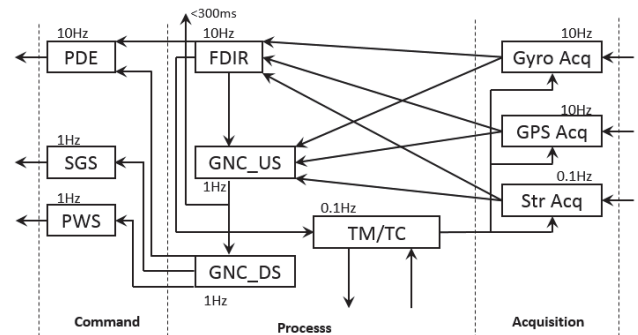 <300ms
10Hz
10Hz
10Hz
PDE
FDIR
Gyro Acq
10Hz
GPS Acq
1Hz
SGS
GNC_US
1Hz
1Hz
0.1Hz
Str Acq
PWS
0.1Hz
TM/TC
GNC_DS
1Hz
Command
Processs
Acquisition